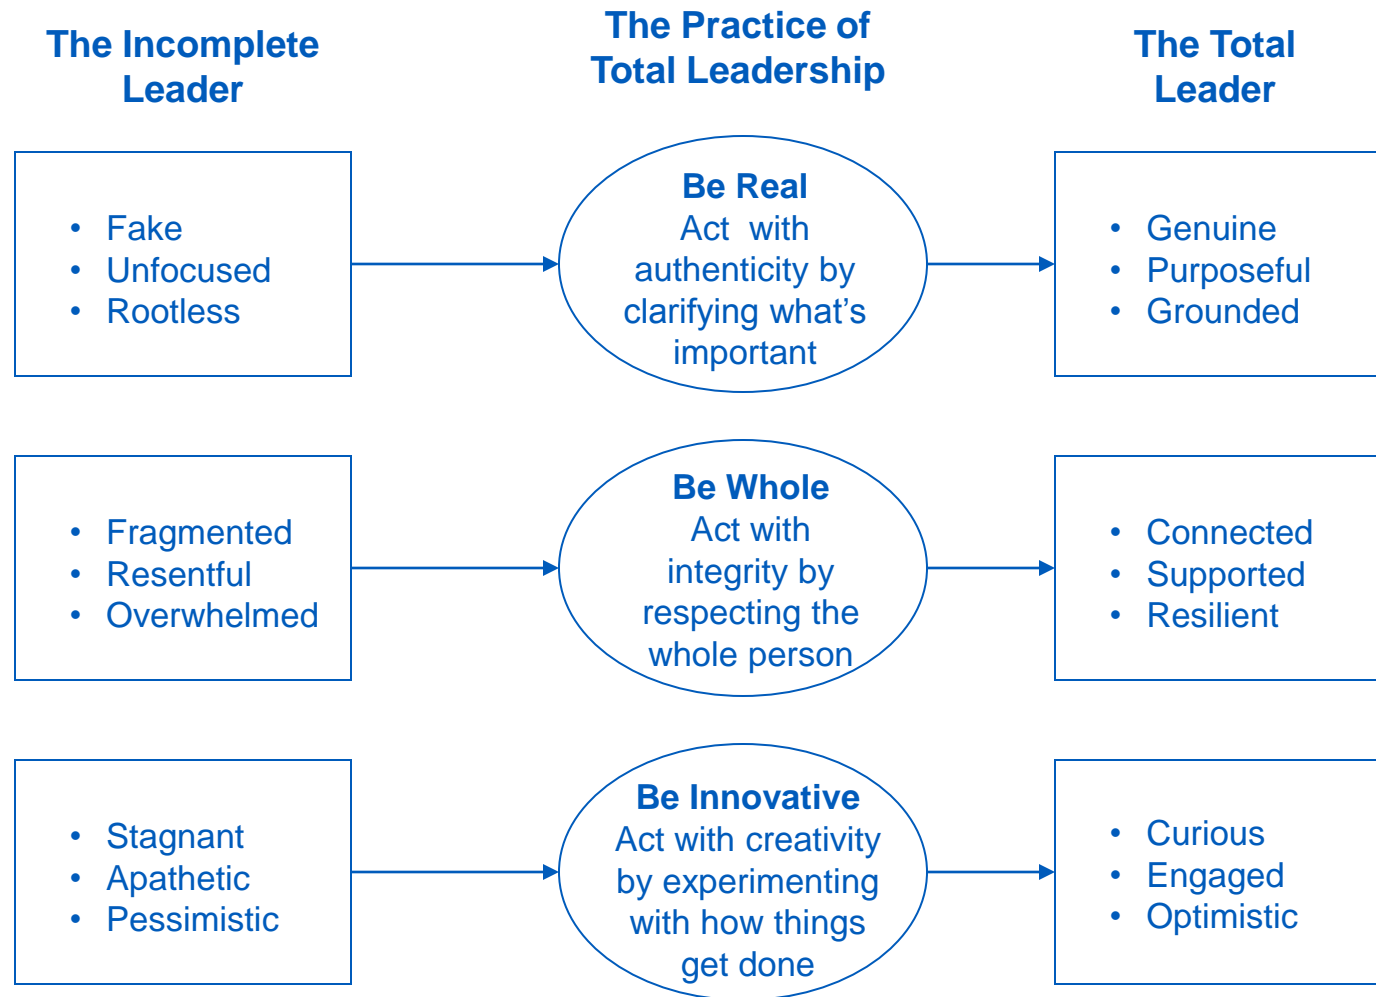 The Incomplete
Leader
The Practice of
Total Leadership
The Total
Leader
• Fake
• Unfocused
• Rootless
Be Real
Act with
authenticity by
clarifying what's
important
• Genuine
• Purposeful
• Grounded
• Fragmented
• Resentful
• Overwhelmed
Be Whole
Act with
integrity by
respecting the
whole person
• Connected
• Supported
• Resilient
• Stagnant
• Apathetic
• Pessimistic
Be Innovative
Act with creativity
by experimenting
with how things
get done
• Curious
• Engaged
• Optimistic